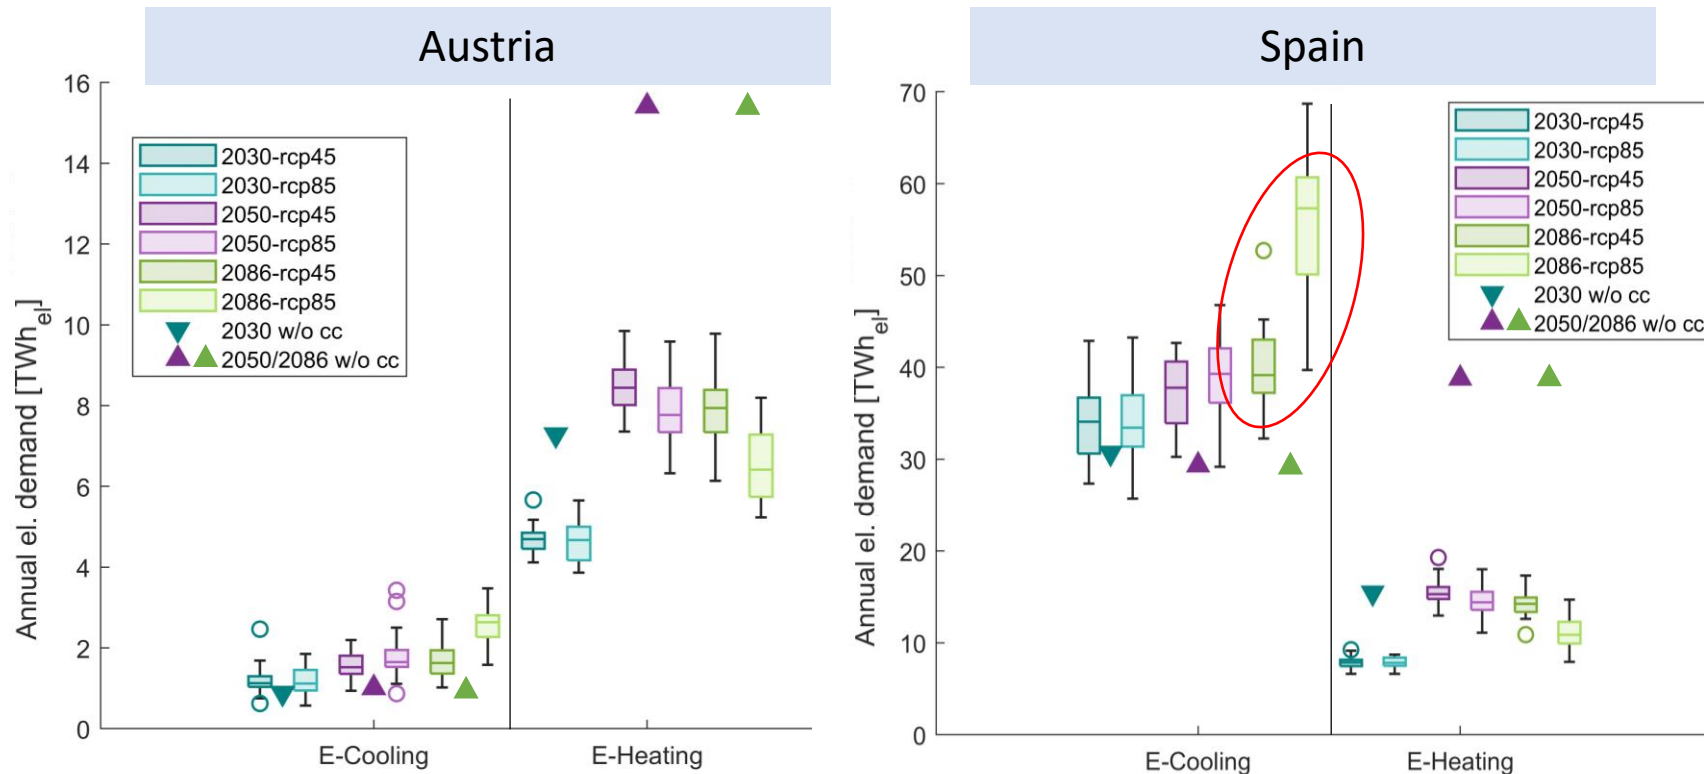 Austria
Annual el. demand [TWh_el]
16
14
12
10
8
6
4
2
0
2030-rcp45
2030-rcp85
2050-rcp45
2050-rcp85
2086-rcp45
2086-rcp85
2030 w/o cc
2050/2086 w/o cc
E-Cooling
E-Heating
Spain
Annual el. demand [TWh_el]
70
60
50
40
30
20
10
0
2030-rcp45
2030-rcp85
2050-rcp45
2050-rcp85
2086-rcp45
2086-rcp85
2030 w/o cc
2050/2086 w/o cc
E-Cooling
E-Heating